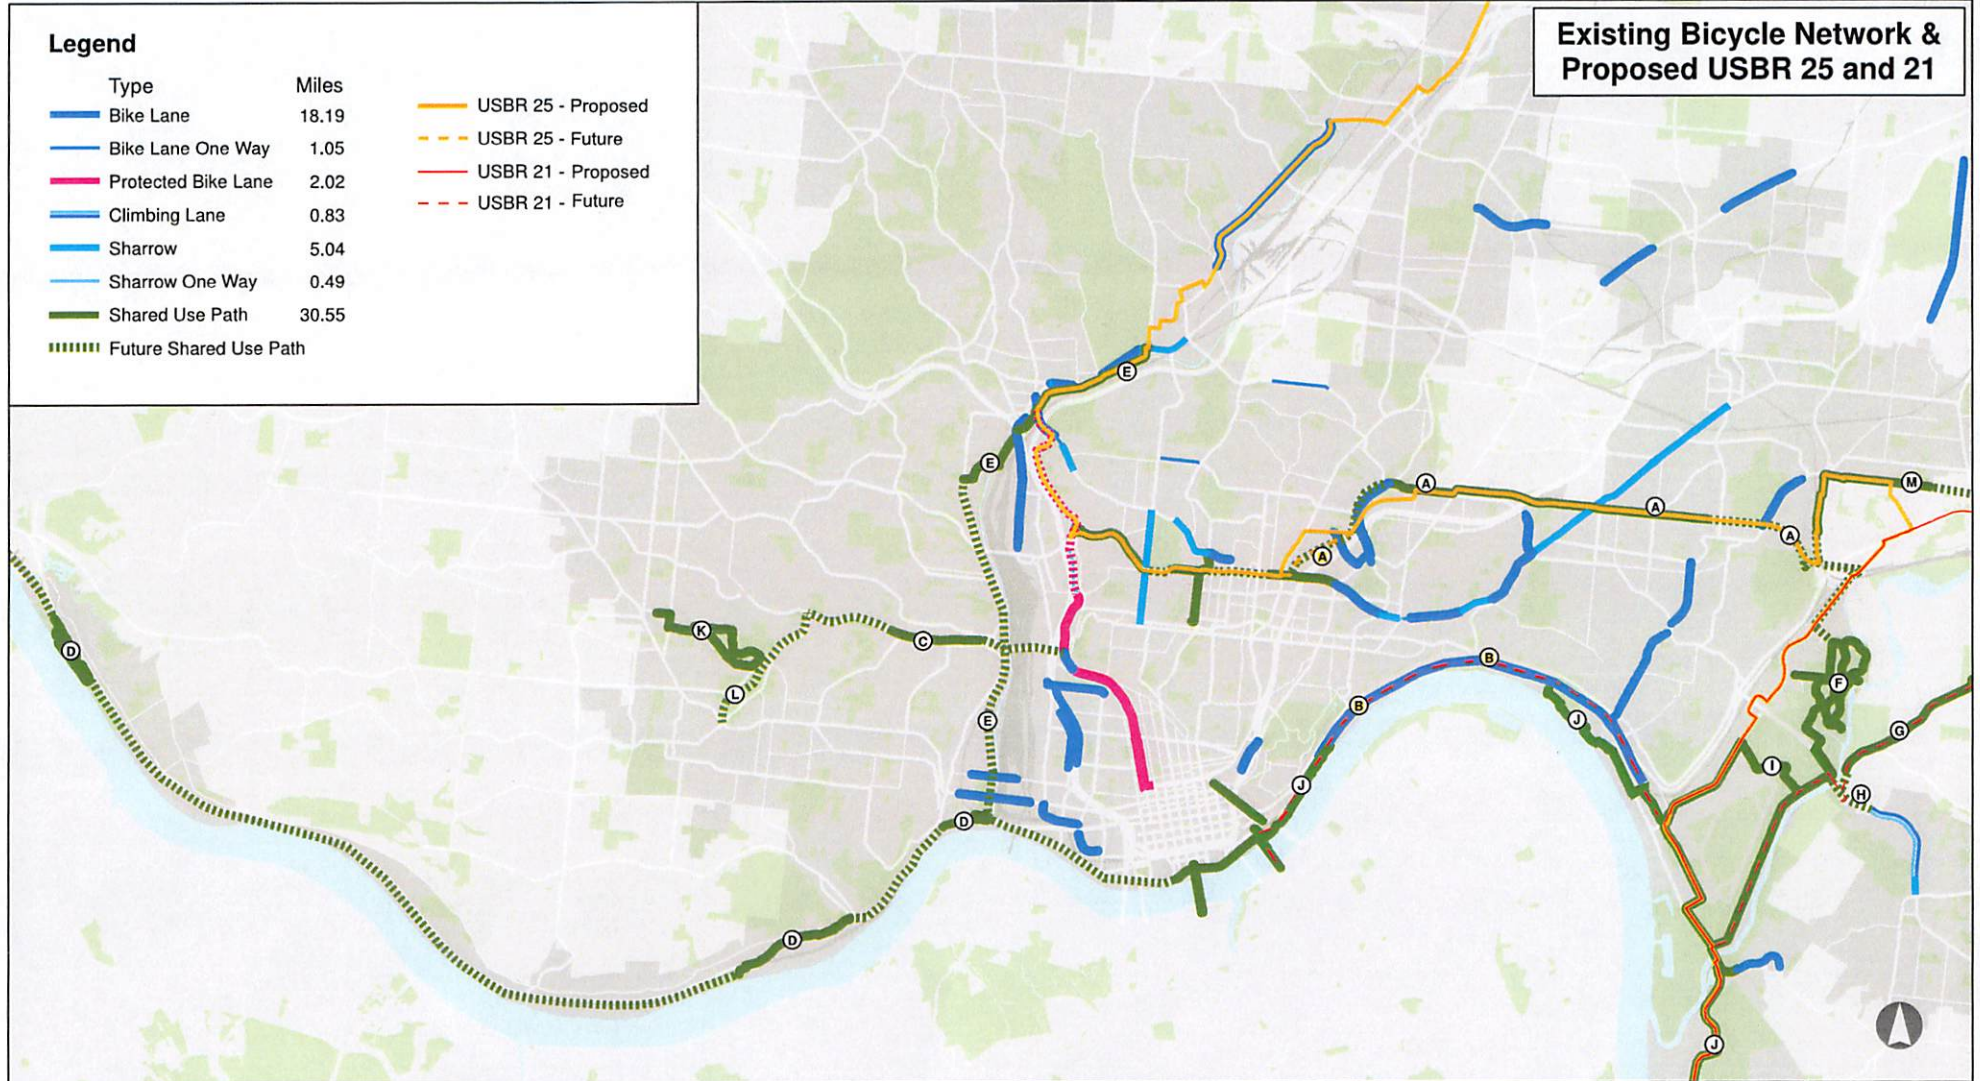 Legend
Type Miles
Bike Lane 18.19
Bike Lane One Way 1.05
Protected Bike Lane 2.02
Climbing Lane 0.83
Sharrow 5.04
Sharrow One Way 0.49
Shared Use Path 30.55
Future Shared Use Path
USBR 25 - Proposed
USBR 25 - Future
USBR 21 - Proposed
USBR 21 - Future
Existing Bicycle Network &
Proposed USBR 25 and 21
E
E
A
M
A
A
A
K
C
D
L
E
B
B
J
F
G
J
I
H
D
D
J